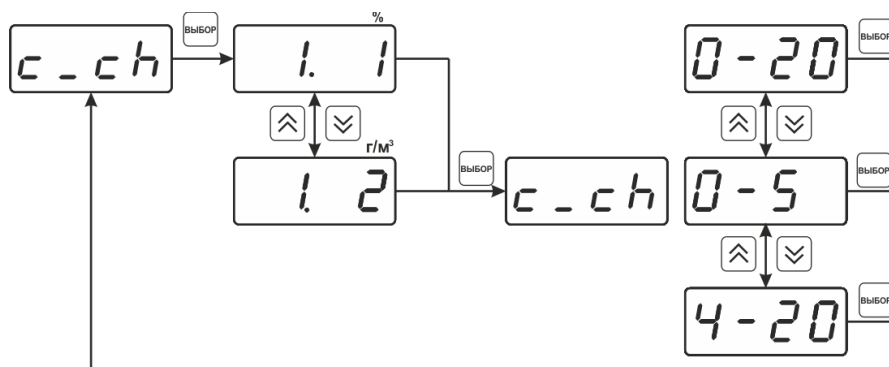 c_ch
ВЫБОР
%
1. 1
г/м³
1. 2
ВЫБОР
c_ch
0-20
ВЫБОР
0-5
ВЫБОР
4-20
ВЫБОР